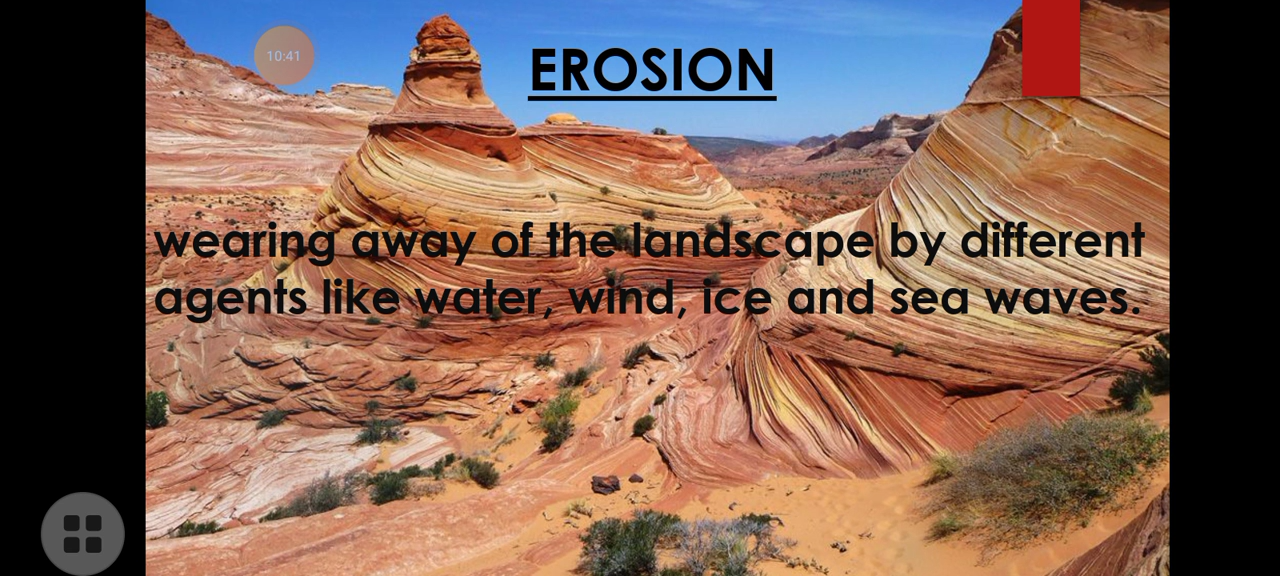 10:41
EROSION
wearing away of the landscape by different
agents like water, wind, ice and sea waves.